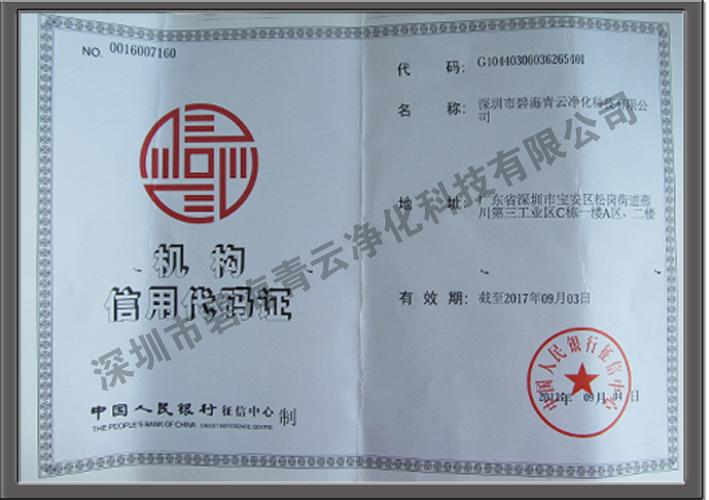 NO. 0016007160
机构
信用代码证
中国人民银行征信中心 制
THE PEOPLE'S BANK OF CHINA CREDIT REFERENCE CENTRE
代 码： G1044030603626540I
名 称： 深圳市碧海青云净化科技有限公
司
地 址： 广东省深圳市宝安区松岗街道燕
川第三工业区C栋一楼A区、二楼
有 效 期： 截至2017年09月03日
中国人民银行征信中心
2012年 09月 04日
深圳市碧海青云净化科技有限公司